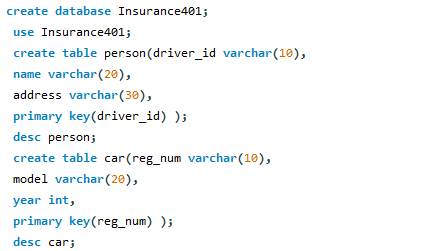 create database Insurance401;
use Insurance401;
create table person(driver_id varchar(10),
name varchar(20),
address varchar(30),
primary key(driver_id) );
desc person;
create table car(reg_num varchar(10),
model varchar(20),
year int,
primary key(reg_num) );
desc car;